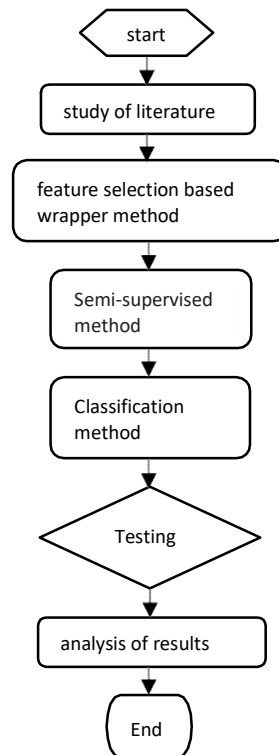 start
study of literature
feature selection based
wrapper method
Semi-supervised
method
Classification
method
Testing
analysis of results
End